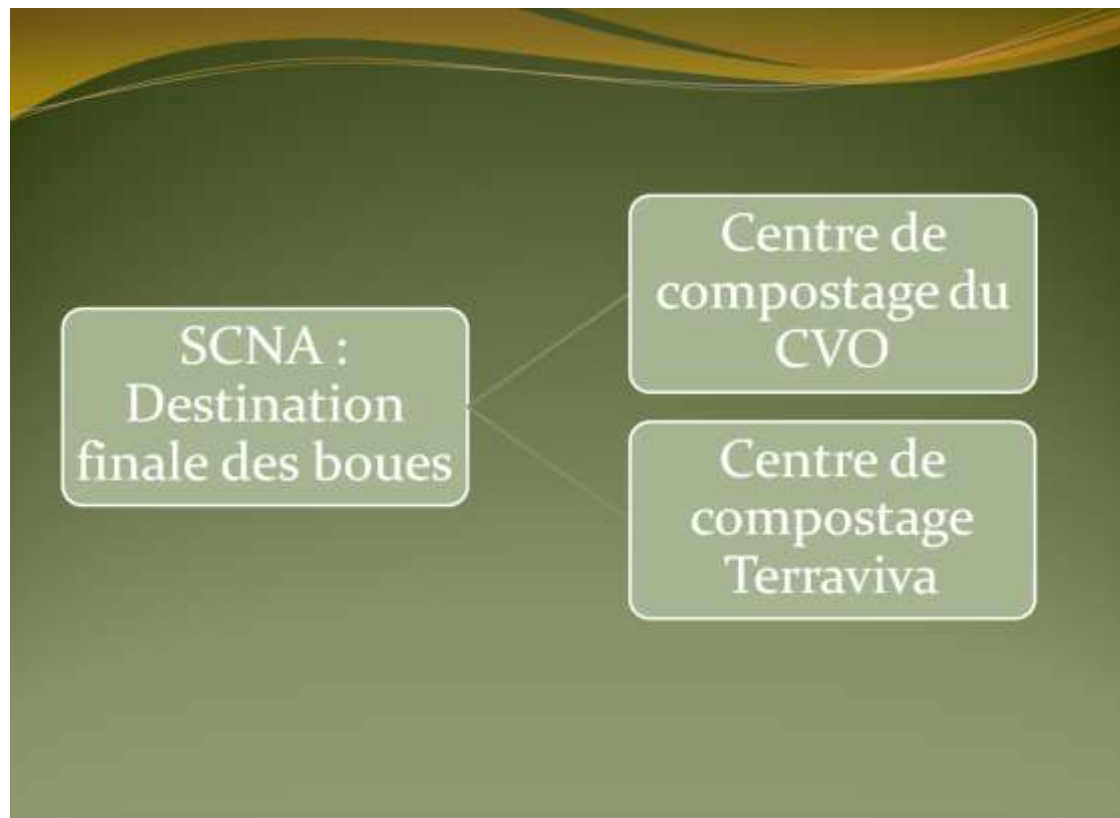 SCNA :
Destination
finale des boues
Centre de
compostage du
CVO
Centre de
compostage
Terraviva